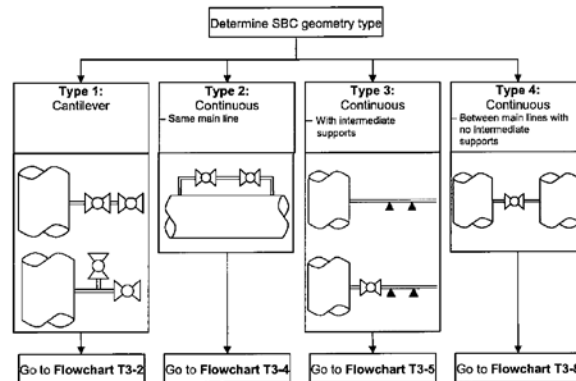 Determine SBC geometry type
Type 1:
Cantilever
Type 2:
Continuous
– Same main line
Type 3:
Continuous
– With intermediate
supports
Type 4:
Continuous
– Between main lines with
no intermediate
supports
Go to Flowchart T3-2
Go to Flowchart T3-4
Go to Flowchart T3-5
Go to Flowchart